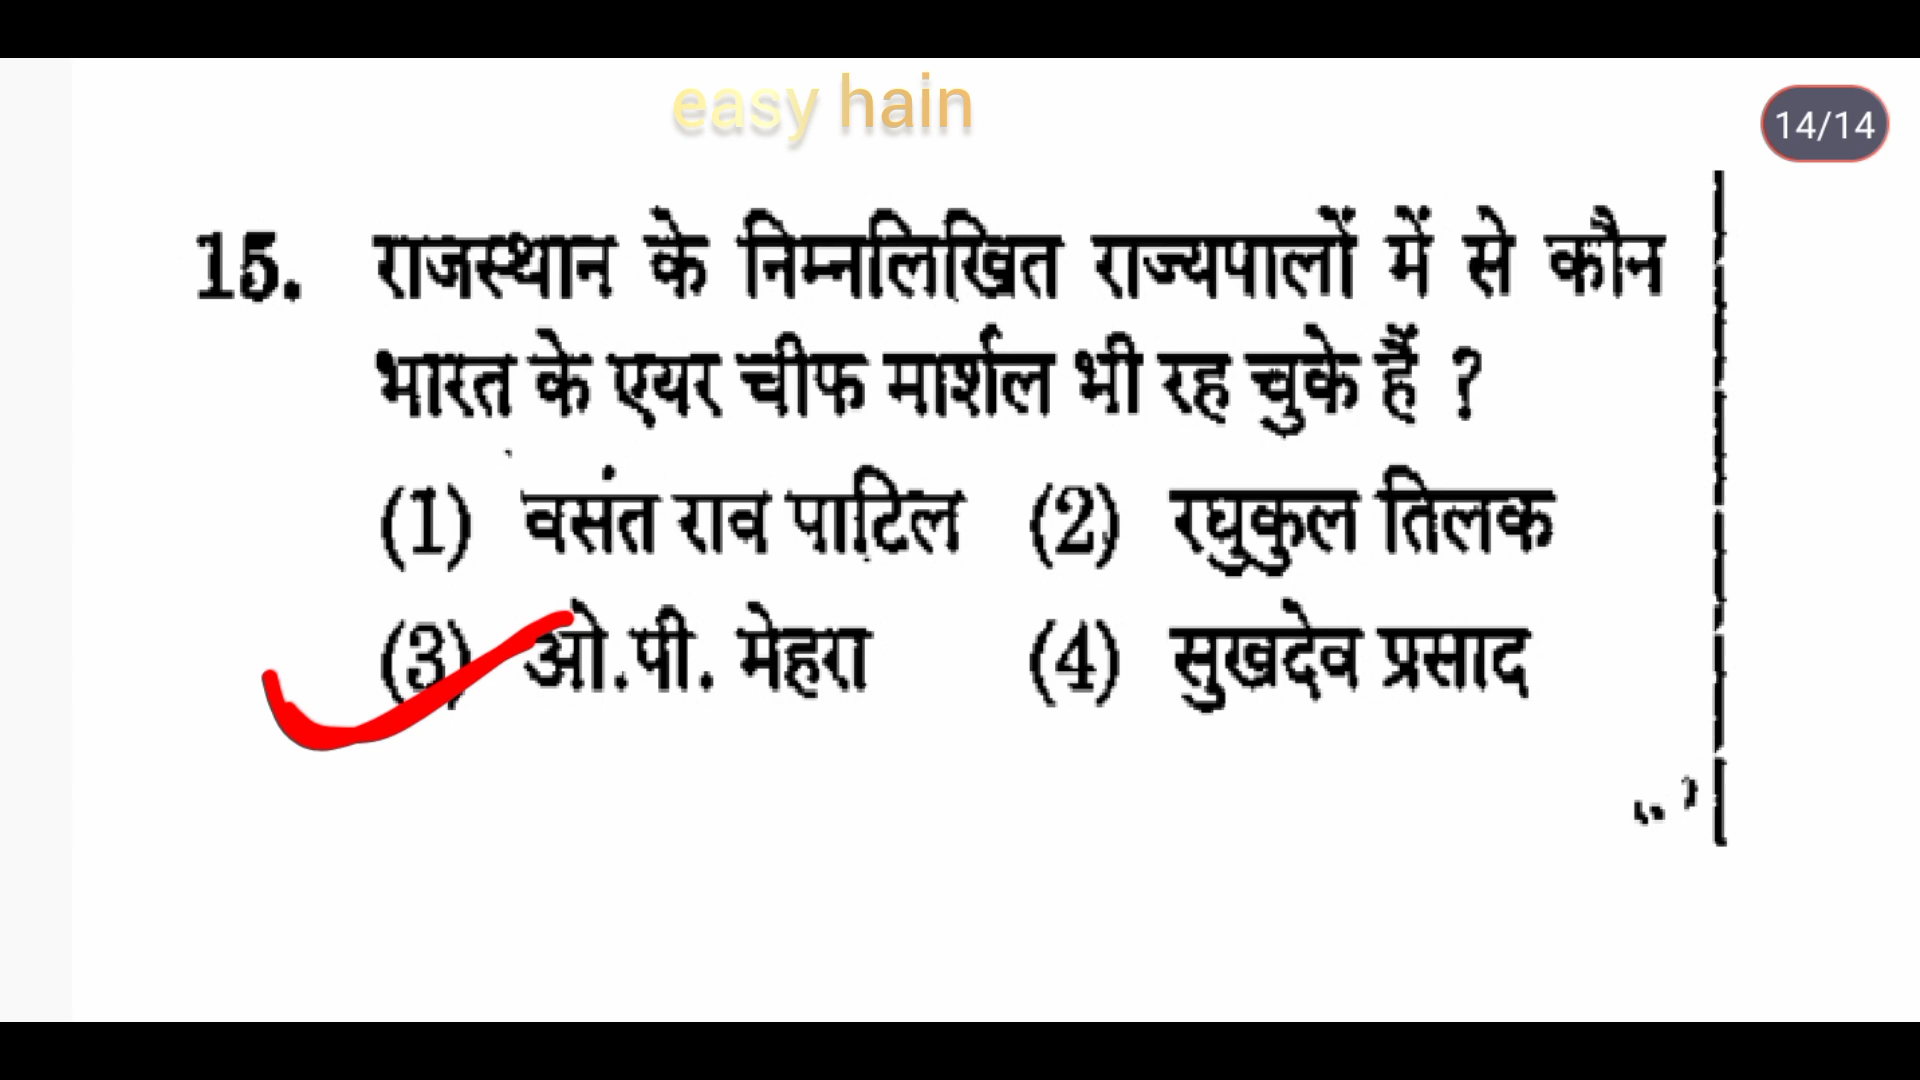 easy hain
14/14
15. राजस्थान के निम्नलिखित राज्यपालों में से कौन
भारत के एयर चीफ मार्शल भी रह चुके हैं ?
(1) वसंत राव पाटिल (2) रघुकुल तिलक
(3) ओ.पी. मेहरा (4) सुखदेव प्रसाद